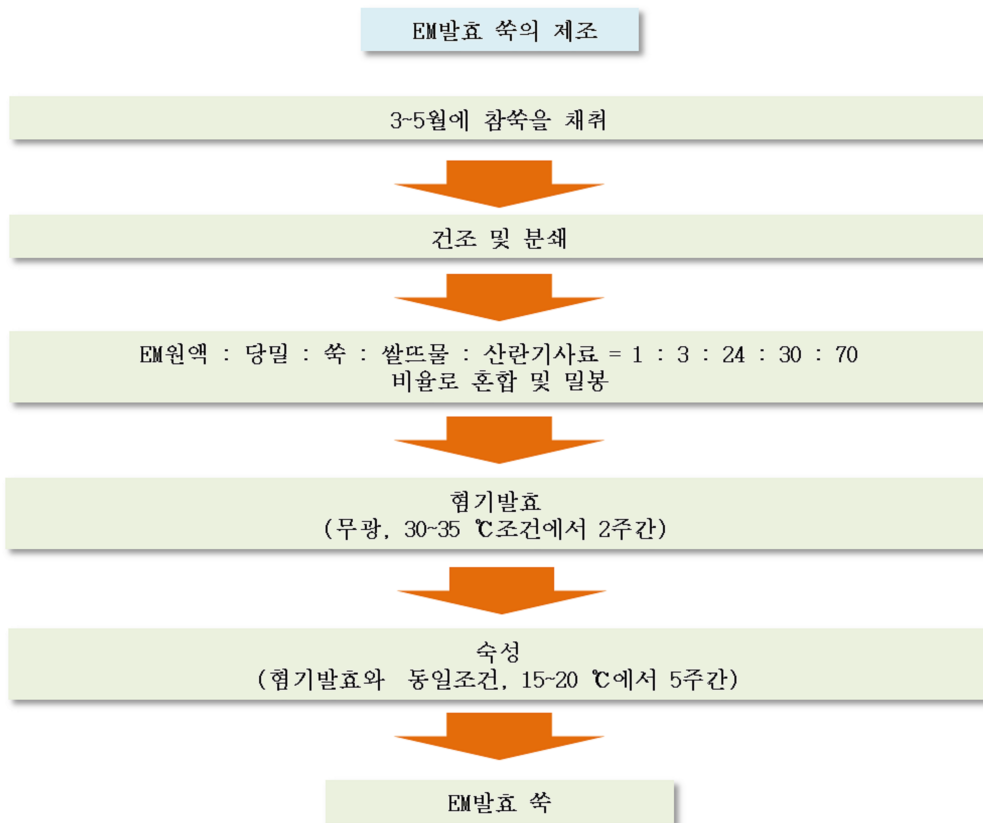 EM발효 쑥의 제조
3~5월에 참쑥을 채취
건조 및 분쇄
EM원액 : 당밀 : 쑥 : 쌀뜨물 : 산란기사료 = 1 : 3 : 24 : 30 : 70
비율로 혼합 및 밀봉
혐기발효
(무광, 30~35 ℃조건에서 2주간)
숙성
(혐기발효와 동일조건, 15~20 ℃에서 5주간)
EM발효 쑥